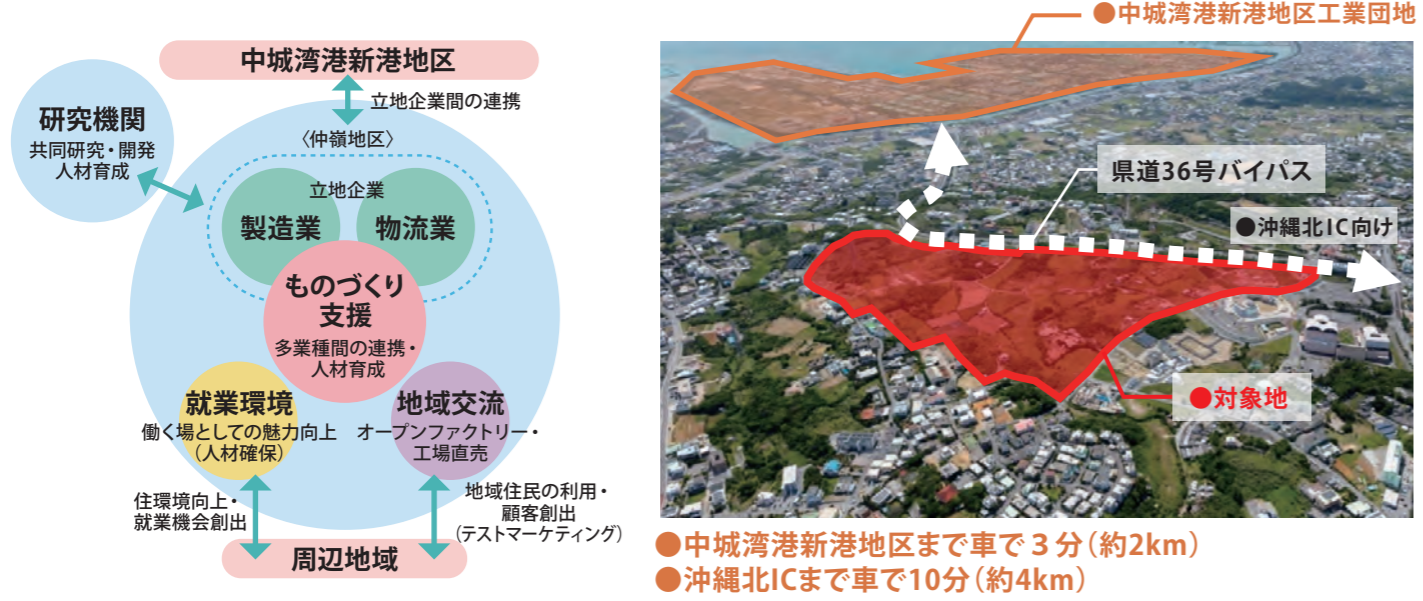 中城湾港新港地区
立地企業間の連携
研究機関
共同研究・開発
人材育成
〈仲嶺地区〉
立地企業
製造業
物流業
ものづくり
支援
多業種間の連携・
人材育成
就業環境
働く場としての魅力向上
（人材確保）
地域交流
オープンファクトリー・
工場直売
住環境向上・
就業機会創出
地域住民の利用・
顧客創出
（テストマーケティング）
周辺地域
●中城湾港新港地区工業団地
県道36号バイパス
●沖縄北IC向け
●対象地
●中城湾港新港地区まで車で３分（約2km）
●沖縄北ICまで車で10分（約4km）